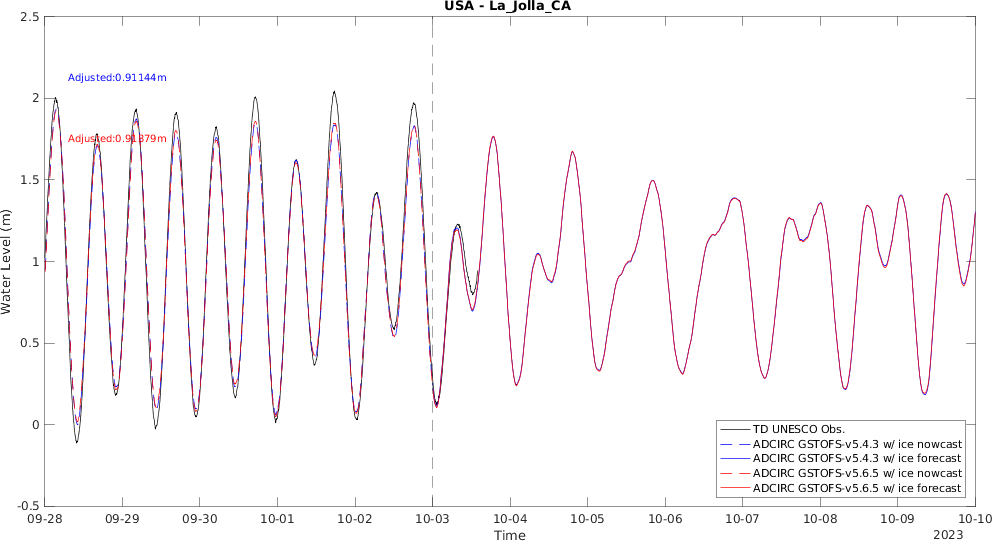 USA - La_Jolla_CA
2.5
2
1.5
1
0.5
0
-0.5
Water Level (m)
Adjusted:0.91144m
Adjusted:0.91379m
TD UNESCO Obs.
ADCIRC GSTOFS-v5.4.3 w/ ice nowcast
ADCIRC GSTOFS-v5.4.3 w/ ice forecast
ADCIRC GSTOFS-v5.6.5 w/ ice nowcast
ADCIRC GSTOFS-v5.6.5 w/ ice forecast
09-28 09-29 09-30 10-01 10-02 10-03 10-04 10-05 10-06 10-07 10-08 10-09 10-10
Time
2023